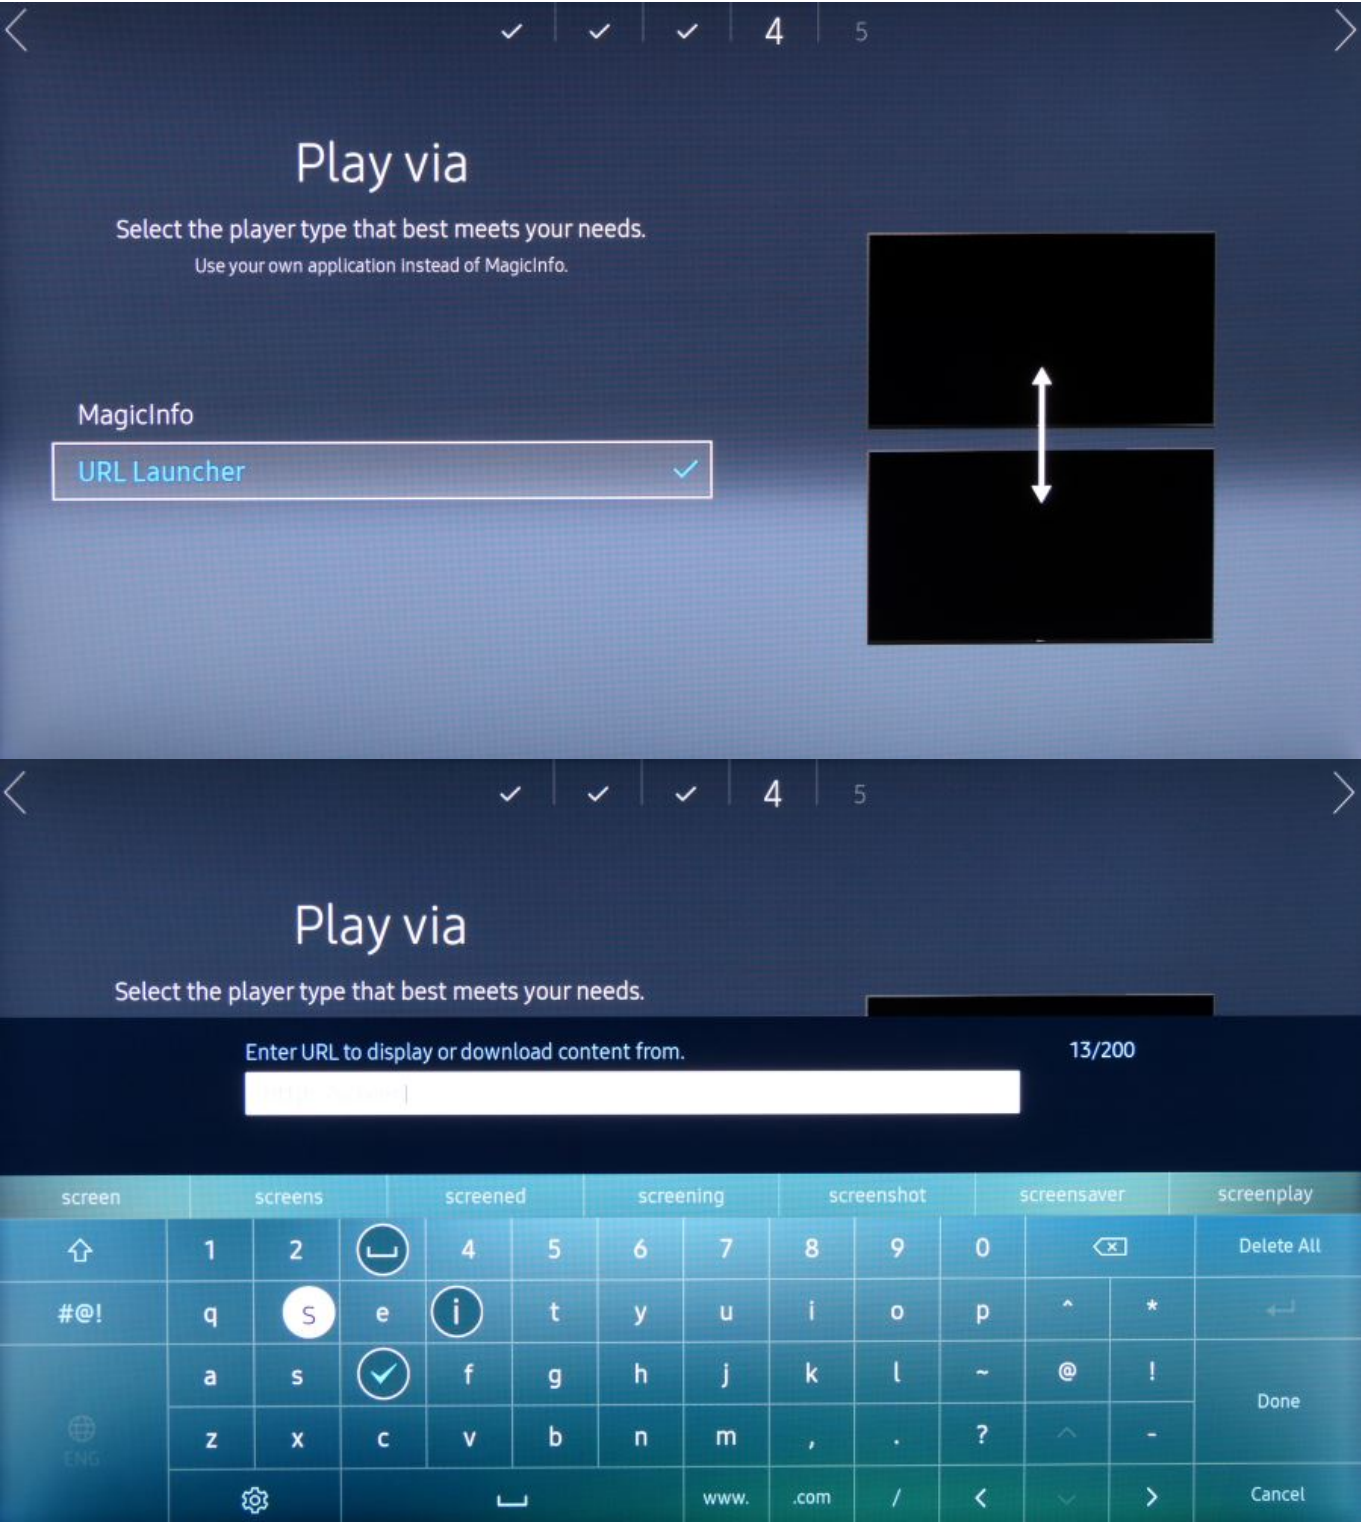 4 5
Play via
Select the player type that best meets your needs.
Use your own application instead of MagicInfo.
MagicInfo
URL Launcher
4 5
Play via
Select the player type that best meets your needs.
Enter URL to display or download content from.
13/200
screen screens screened screening screenshot screensaver screenplay
1 2 4 5 6 7 8 9 0 Delete All
#@! q s e i t y u i o p ^ *
a s f g h j k l ~ @ !
Done
z x c v b n m , . ? -
ENG
www. .com / < > Cancel